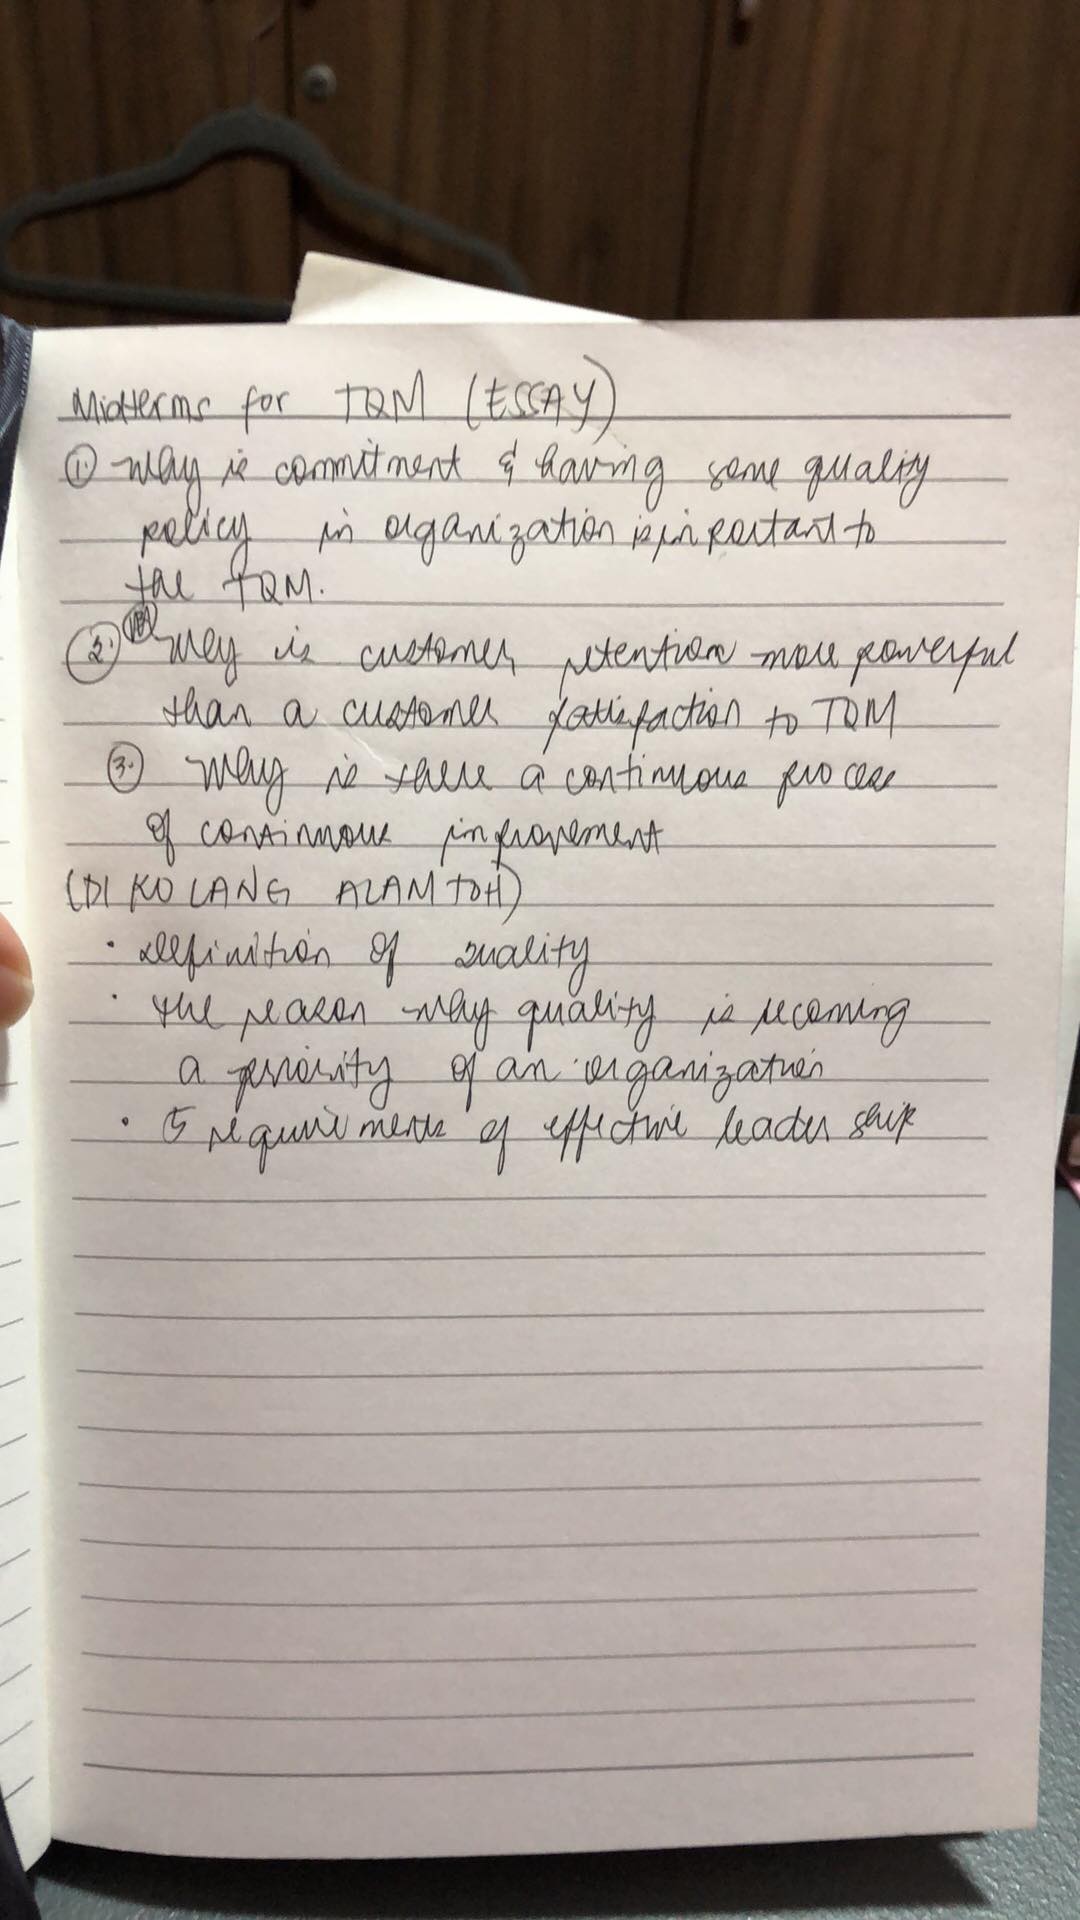 Midterms for TQM (ESSAY)
1. Why is commitment & having some quality
policy in organization is important to
the TQM.
2. Why is customer retention more powerful
than a customer satisfaction to TQM
3. Why is there a continuous process
of continuous improvement
(DI KO LANG ALAM TOH)
• Definition of quality
• the reason why quality is becoming
a priority of an organization
• 5 requirements of effective leader ship